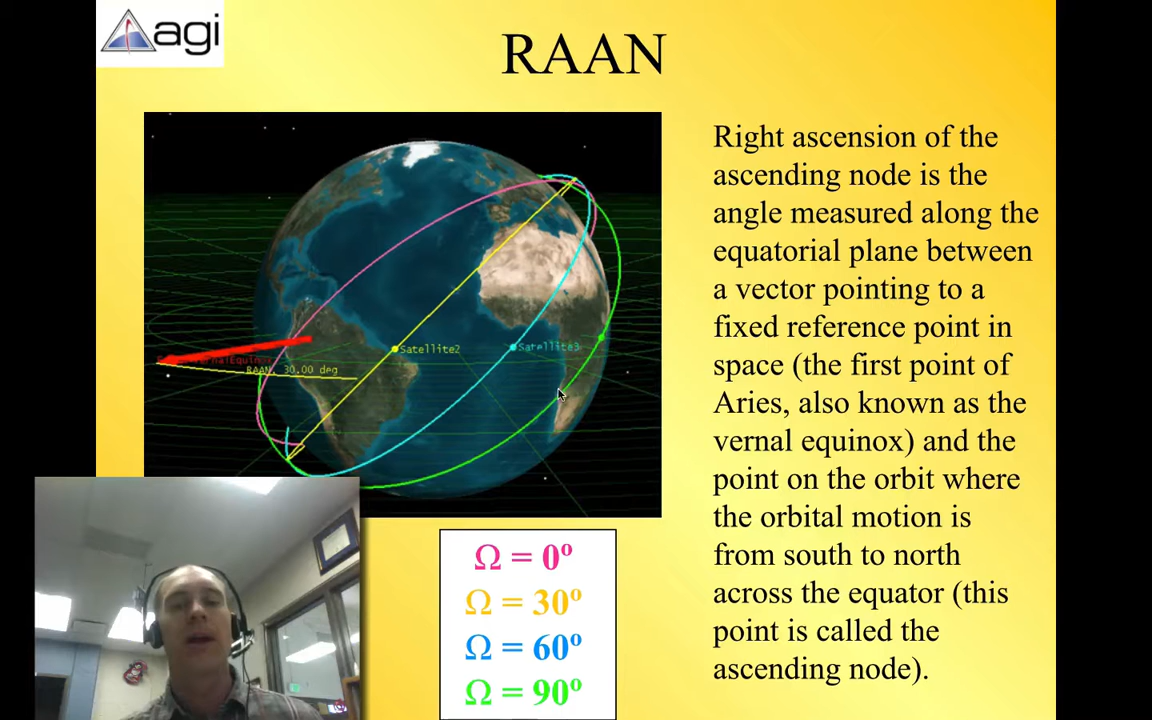 agi
RAAN
Right ascension of the
ascending node is the
angle measured along the
equatorial plane between
a vector pointing to a
fixed reference point in
space (the first point of
Aries, also known as the
vernal equinox) and the
point on the orbit where
the orbital motion is
from south to north
across the equator (this
point is called the
ascending node).
Satellite2
Satellite3
RAAN, 30.00 deg
Ω = 0º
Ω = 30º
Ω = 60º
Ω = 90º